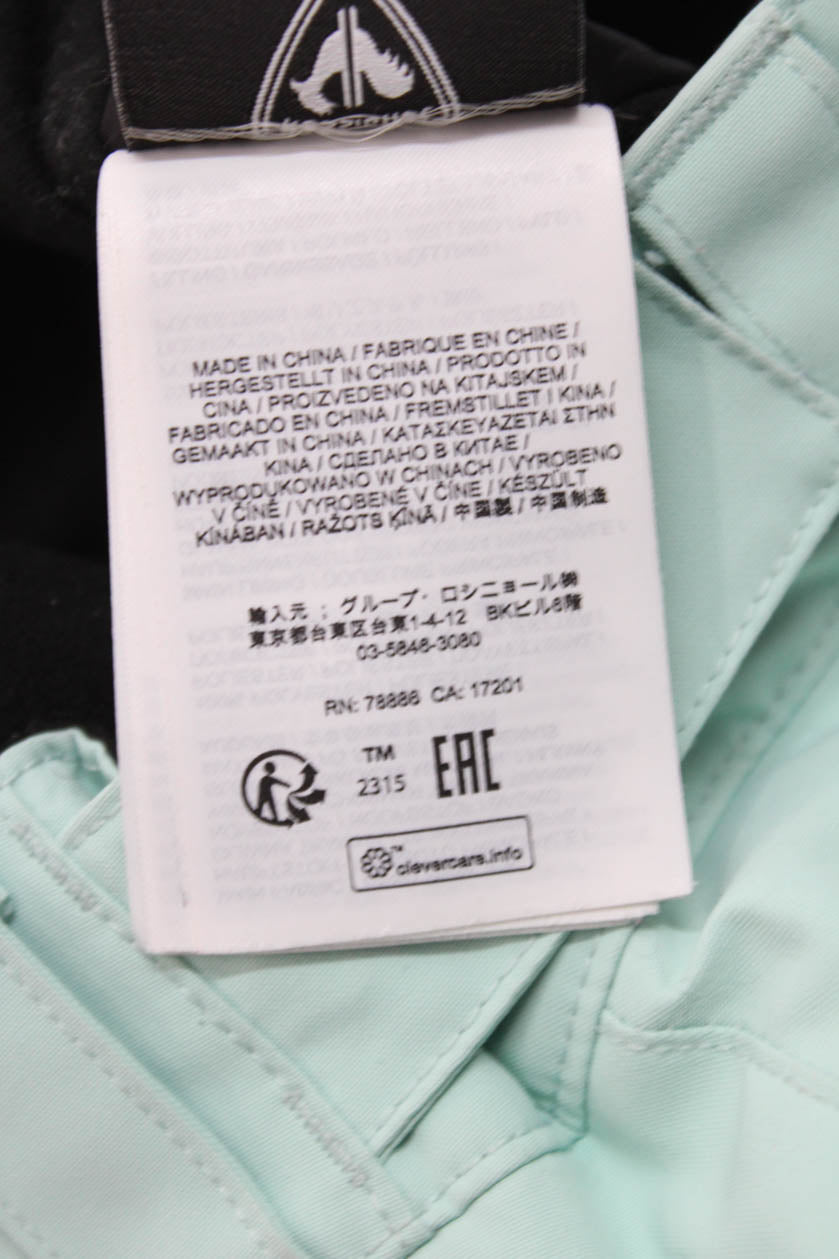 MADE IN CHINA / FABRIQUE EN CHINE /
HERGESTELLT IN CHINA / PRODOTTO IN
CINA / PROIZVEDENO NA KITAJSKEM /
FABRICADO EN CHINA / FREMSTILLET I KINA /
GEMAAKT IN CHINA / ΚΑΤΑΣΚΕΥΑΖΕΤΑΙ ΣΤΗΝ
ΚΙΝΑ / СДЕЛАНО В КИТАЕ /
WYPRODUKOWANO W CHINACH / VYROBENO
V ČÍNĚ / VYROBENÉ V ČÍNE / KÉSZÜLT
KÍNÁBAN / RAŽOTS ĶĪNĀ / 中国製 / 中国制造
輸入元 ; グループ・ロシニョール㈱
東京都台東区台東1-4-12 BKビル8階
03-5846-3080
RN: 78886 CA: 17201
TM
2315
EAC
™ clevercare.info